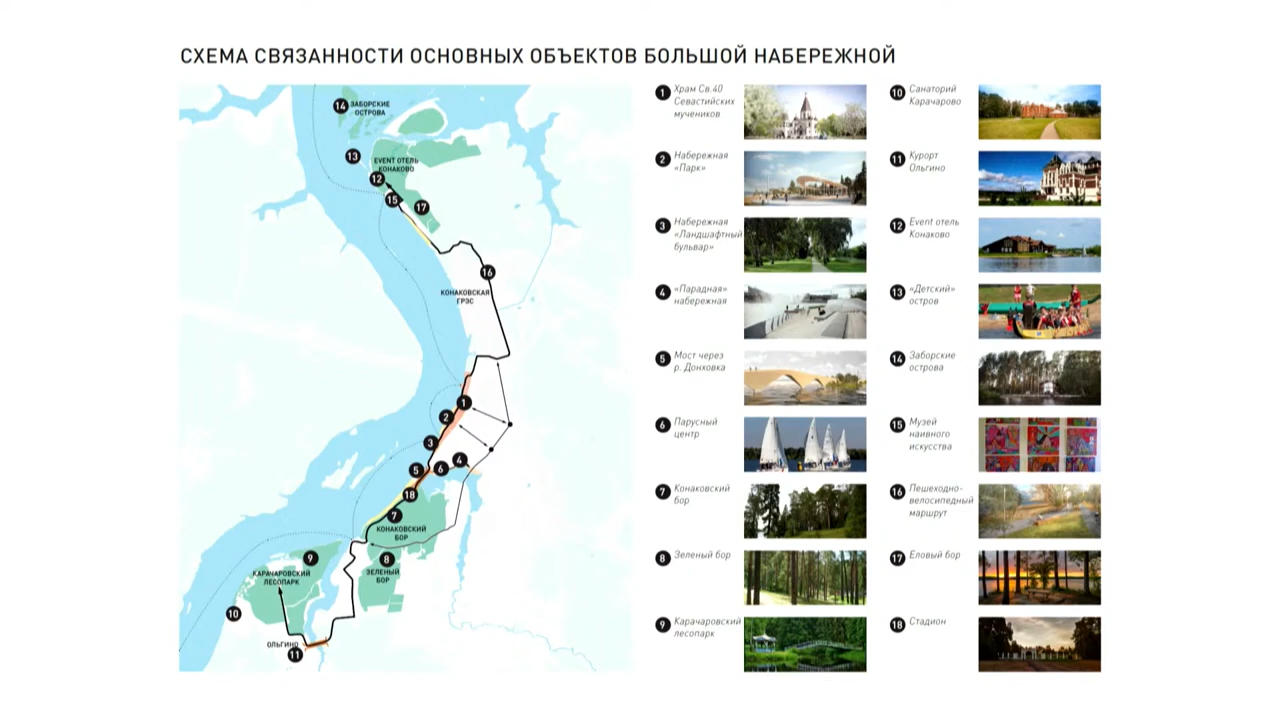 СХЕМА СВЯЗАННОСТИ ОСНОВНЫХ ОБЪЕКТОВ БОЛЬШОЙ НАБЕРЕЖНОЙ
14 ЗАБОРСКИЕ
ОСТРОВА
13
EVENT ОТЕЛЬ
КОНАКОВО
12
15
17
16
КОНАКОВСКАЯ
ГРЭС
1
2
3
4
5
6
18
7
КОНАКОВСКИЙ
БОР
8
ЗЕЛЕНЫЙ
БОР
9
КАРАЧАРОВСКИЙ
ЛЕСОПАРК
10
ОЛЬГИНО
11
1 Храм Св.40
Севастийских
мучеников
2 Набережная
«Парк»
3 Набережная
«Ландшафтный
бульвар»
4 «Парадная»
набережная
5 Мост через
р. Донховка
6 Парусный
центр
7 Конаковский
бор
8 Зеленый бор
9 Карачаровский
лесопарк
10 Санаторий
Карачарово
11 Курорт
Ольгино
12 Event отель
Конаково
13 «Детский»
остров
14 Заборские
острова
15 Музей
наивного
искусства
16 Пешеходно-
велосипедный
маршрут
17 Еловый бор
18 Стадион